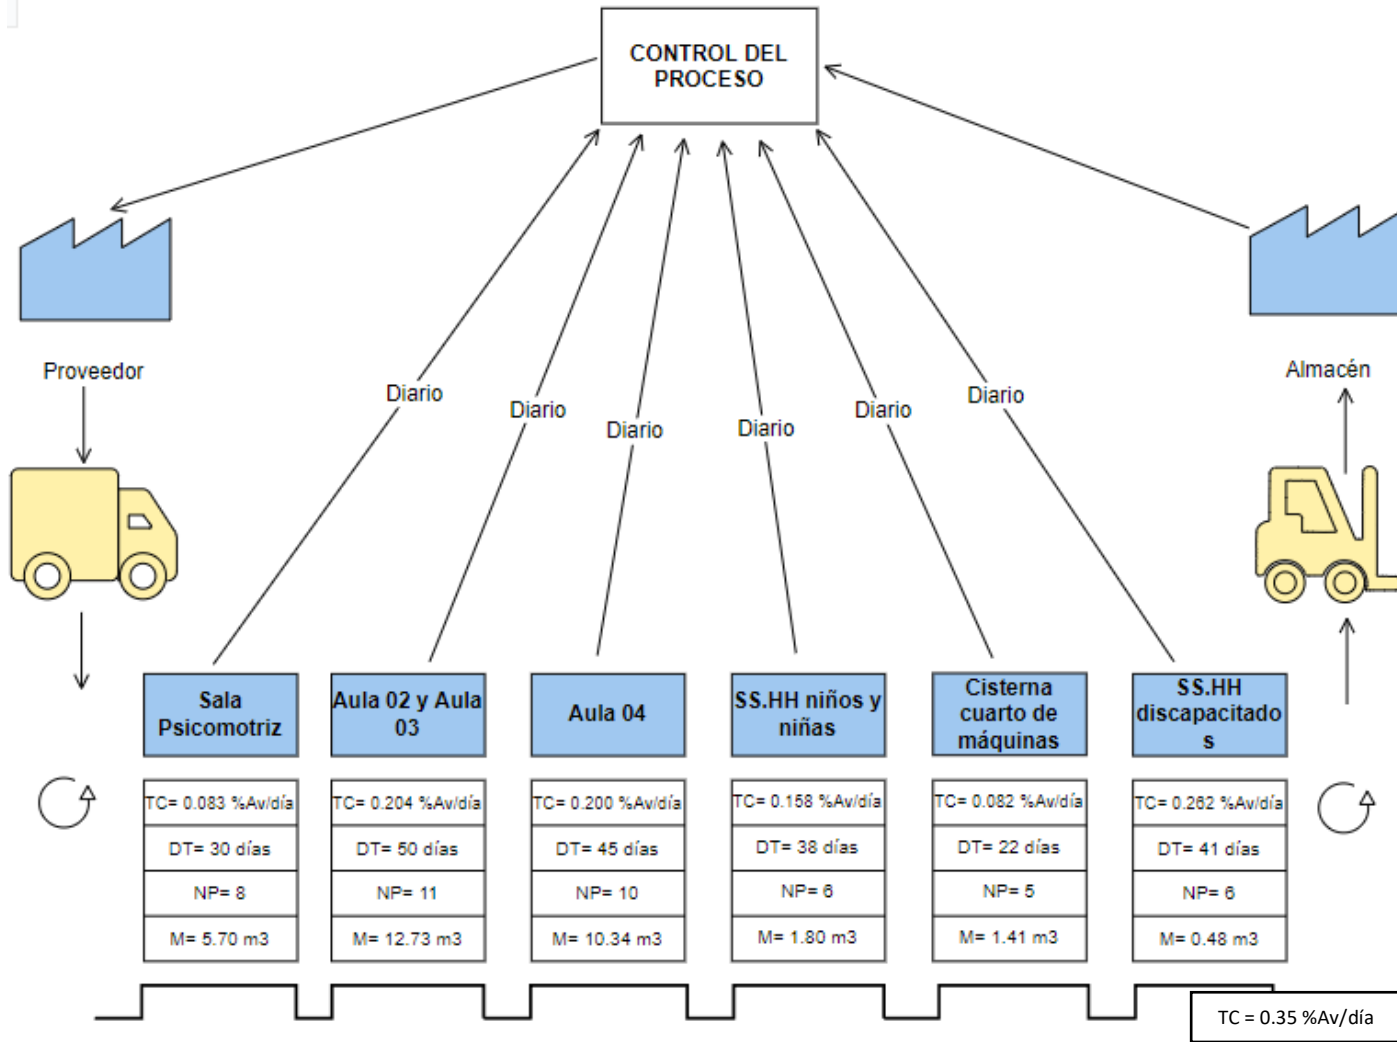 CONTROL DEL
PROCESO
Proveedor
Almacén
Diario
Diario
Diario
Diario
Diario
Diario
Sala
Psicomotriz
Aula 02 y Aula
03
Aula 04
SS.HH niños y
niñas
Cisterna
cuarto de
máquinas
SS.HH
discapacitado
s
TC= 0.083 %Av/día
DT= 30 días
NP= 8
M= 5.70 m3
TC= 0.204 %Av/día
DT= 50 días
NP= 11
M= 12.73 m3
TC= 0.200 %Av/día
DT= 45 días
NP= 10
M= 10.34 m3
TC= 0.158 %Av/día
DT= 38 días
NP= 6
M= 1.80 m3
TC= 0.082 %Av/día
DT= 22 días
NP= 5
M= 1.41 m3
TC= 0.262 %Av/día
DT= 41 días
NP= 6
M= 0.48 m3
TC = 0.35 %Av/día